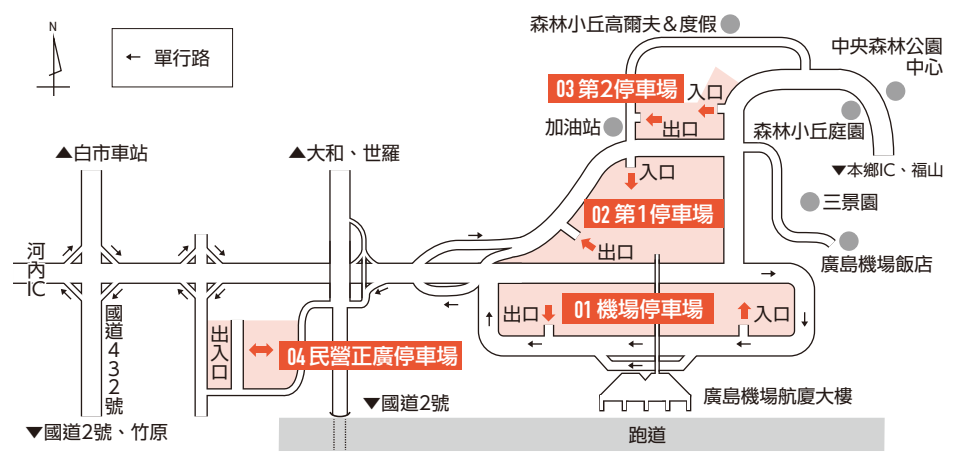 N
← 單行路
森林小丘高爾夫＆度假
中央森林公園
中心
03 第2停車場
入口
出口
加油站
森林小丘庭園
▲白市車站
▲大和、世羅
▼本鄉IC、福山
入口
三景園
02 第1停車場
出口
廣島機場飯店
河內IC
國道432號
出口
01 機場停車場
入口
出入口
04 民營正廣停車場
廣島機場航廈大樓
▼國道2號
▼國道2號、竹原
跑道